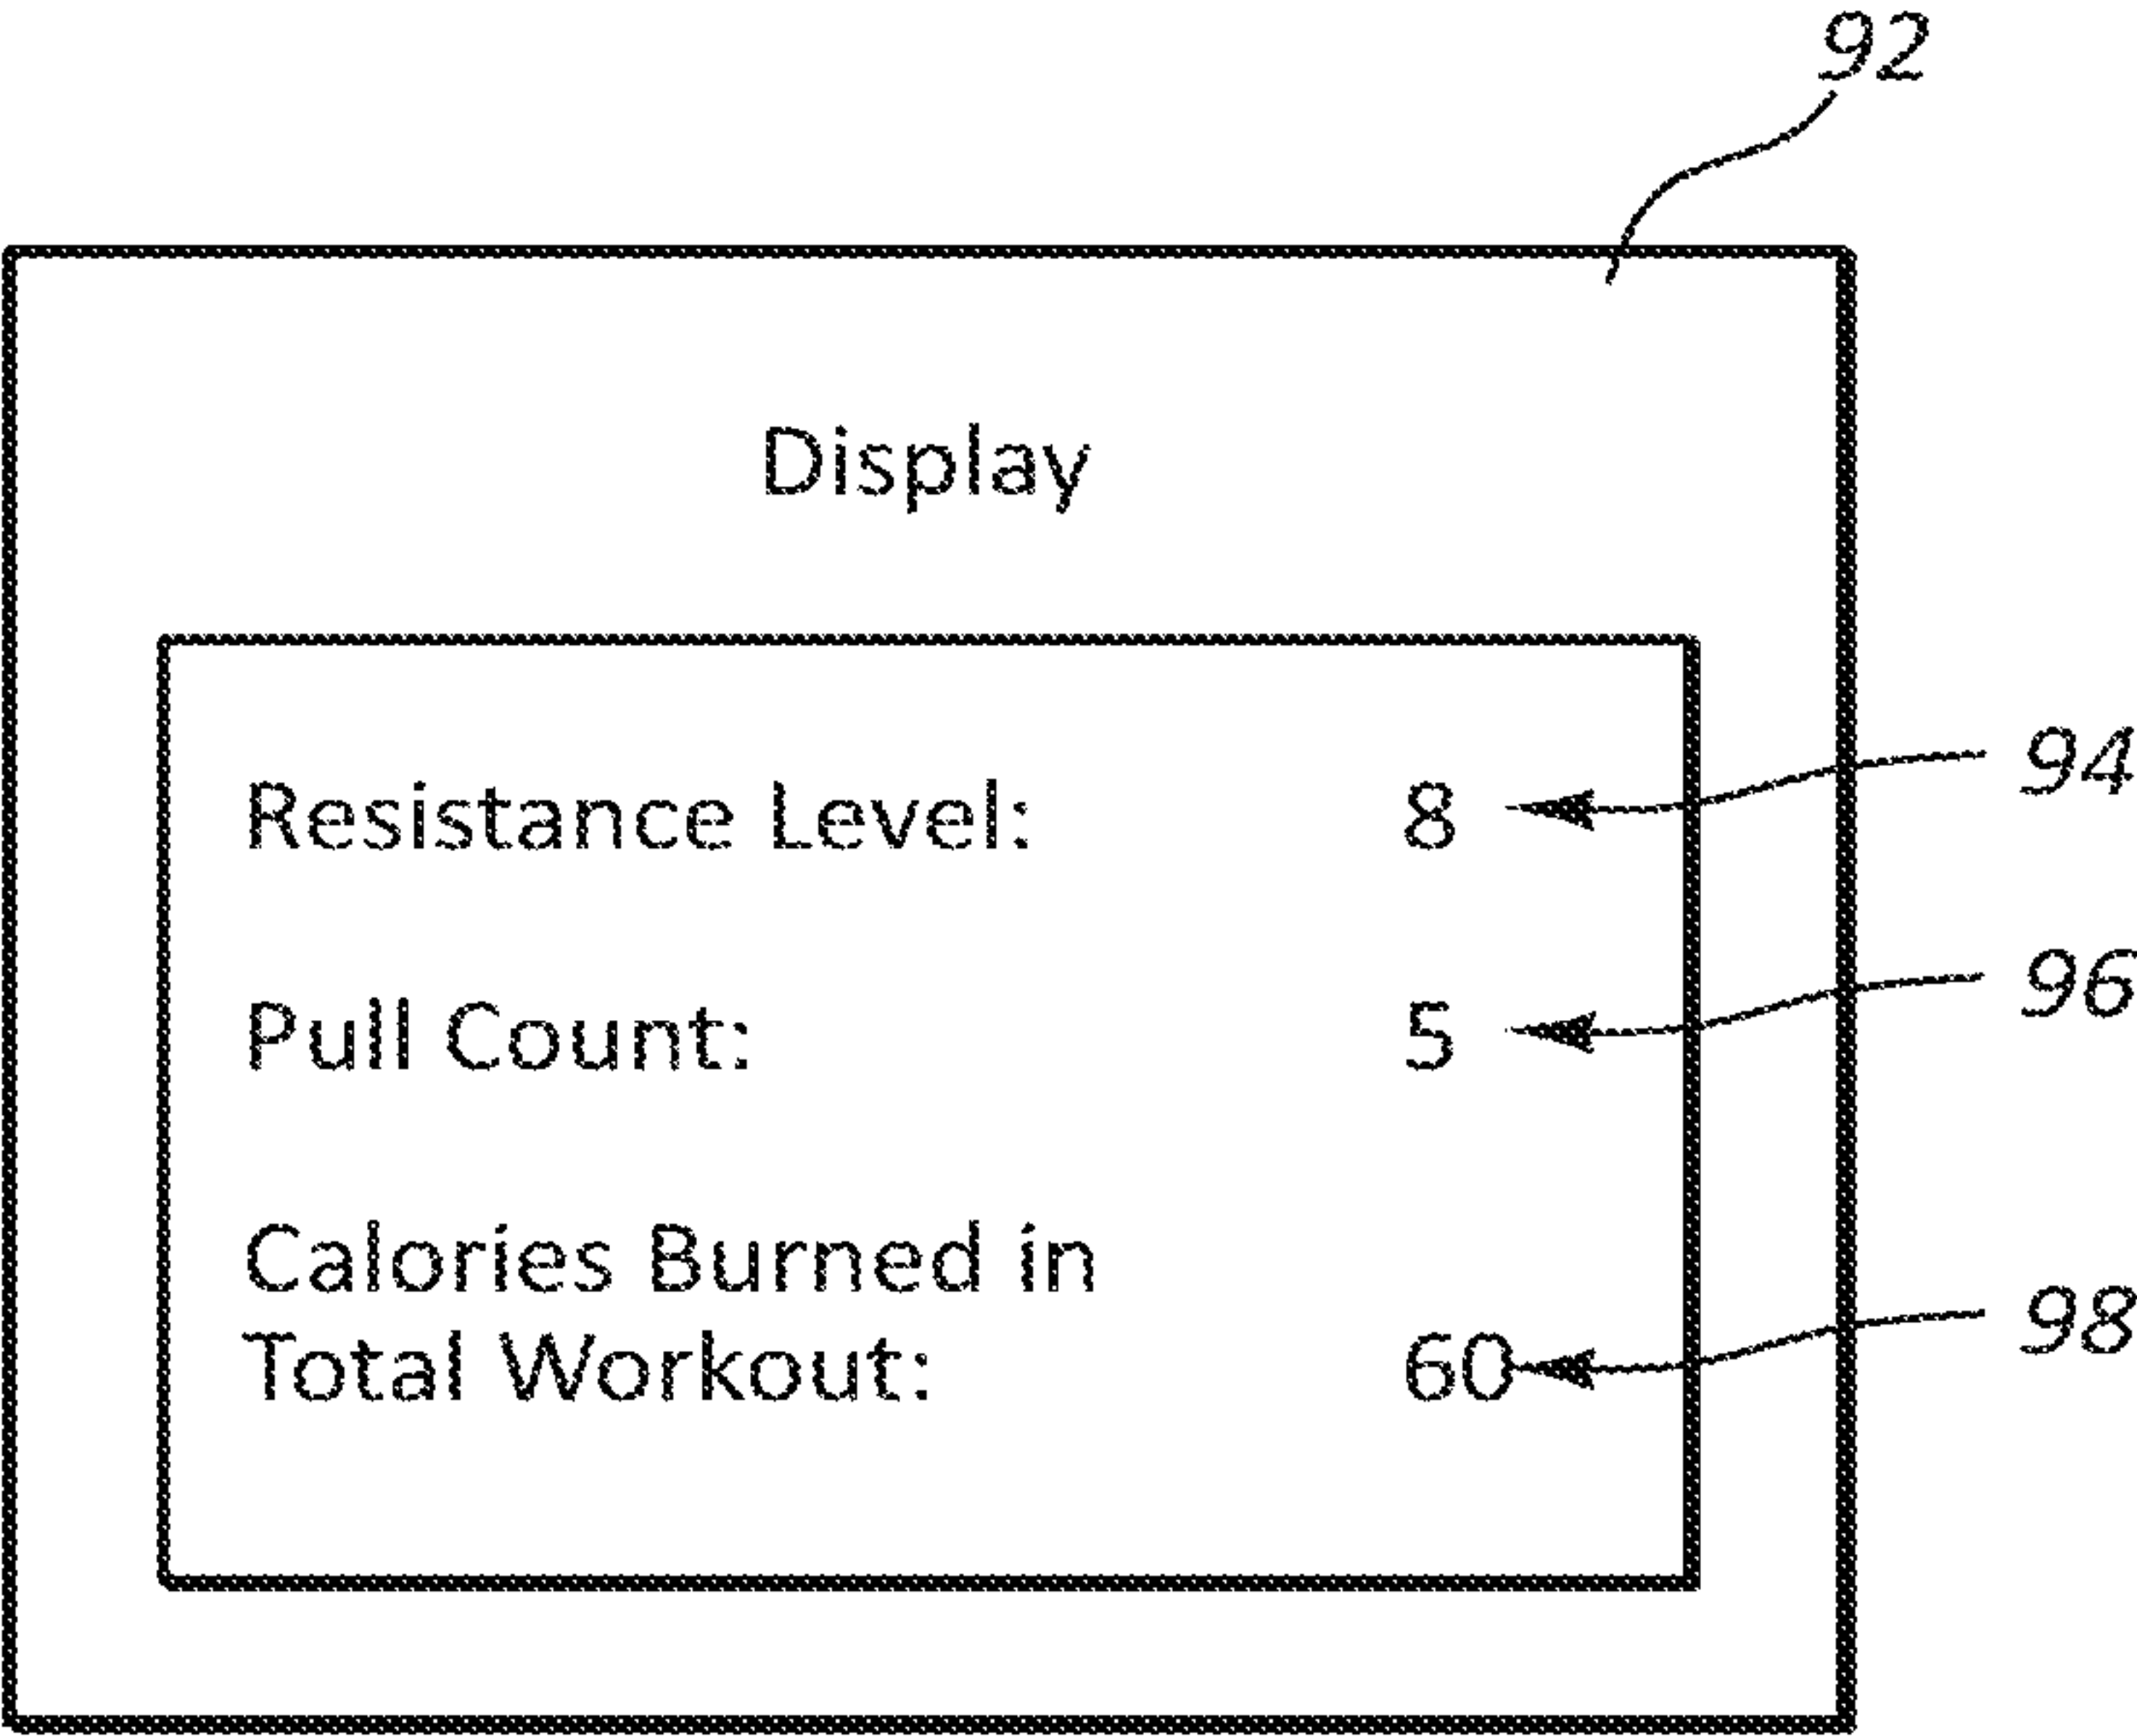 92
Display
Resistance Level: 8 94
Pull Count: 5 96
Calories Burned in
Total Workout: 60 98